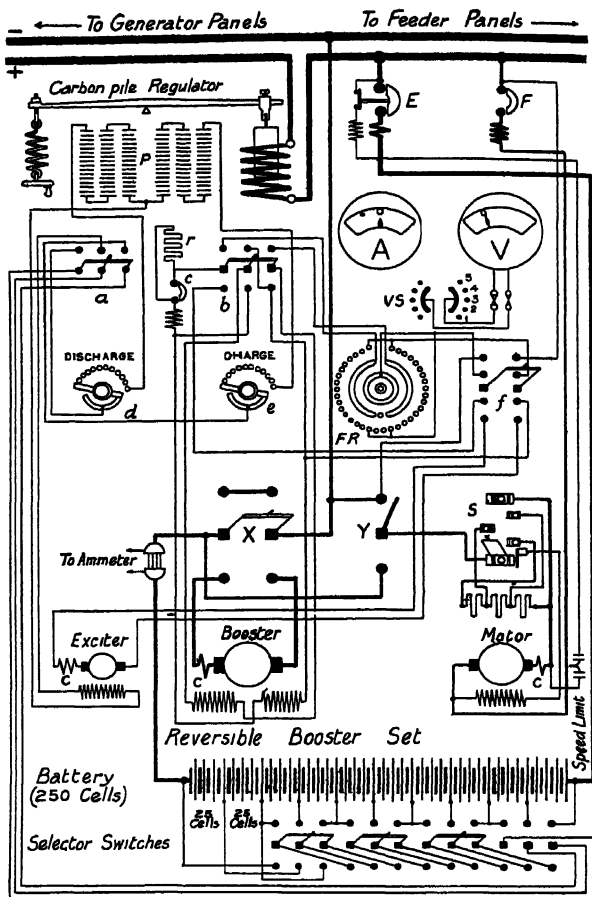 To Generator Panels
To Feeder Panels
−
+
Carbon pile Regulator
E
F
P
r
A
V
c
a
b
VS
5
4
3
2
1
DISCHARGE
CHARGE
d
e
FR
f
S
X
Y
To Ammeter
Exciter
Booster
Motor
C
C
C
Speed Limit
Reversible Booster Set
Battery
(250 Cells)
25
Cells
25
Cells
Selector Switches